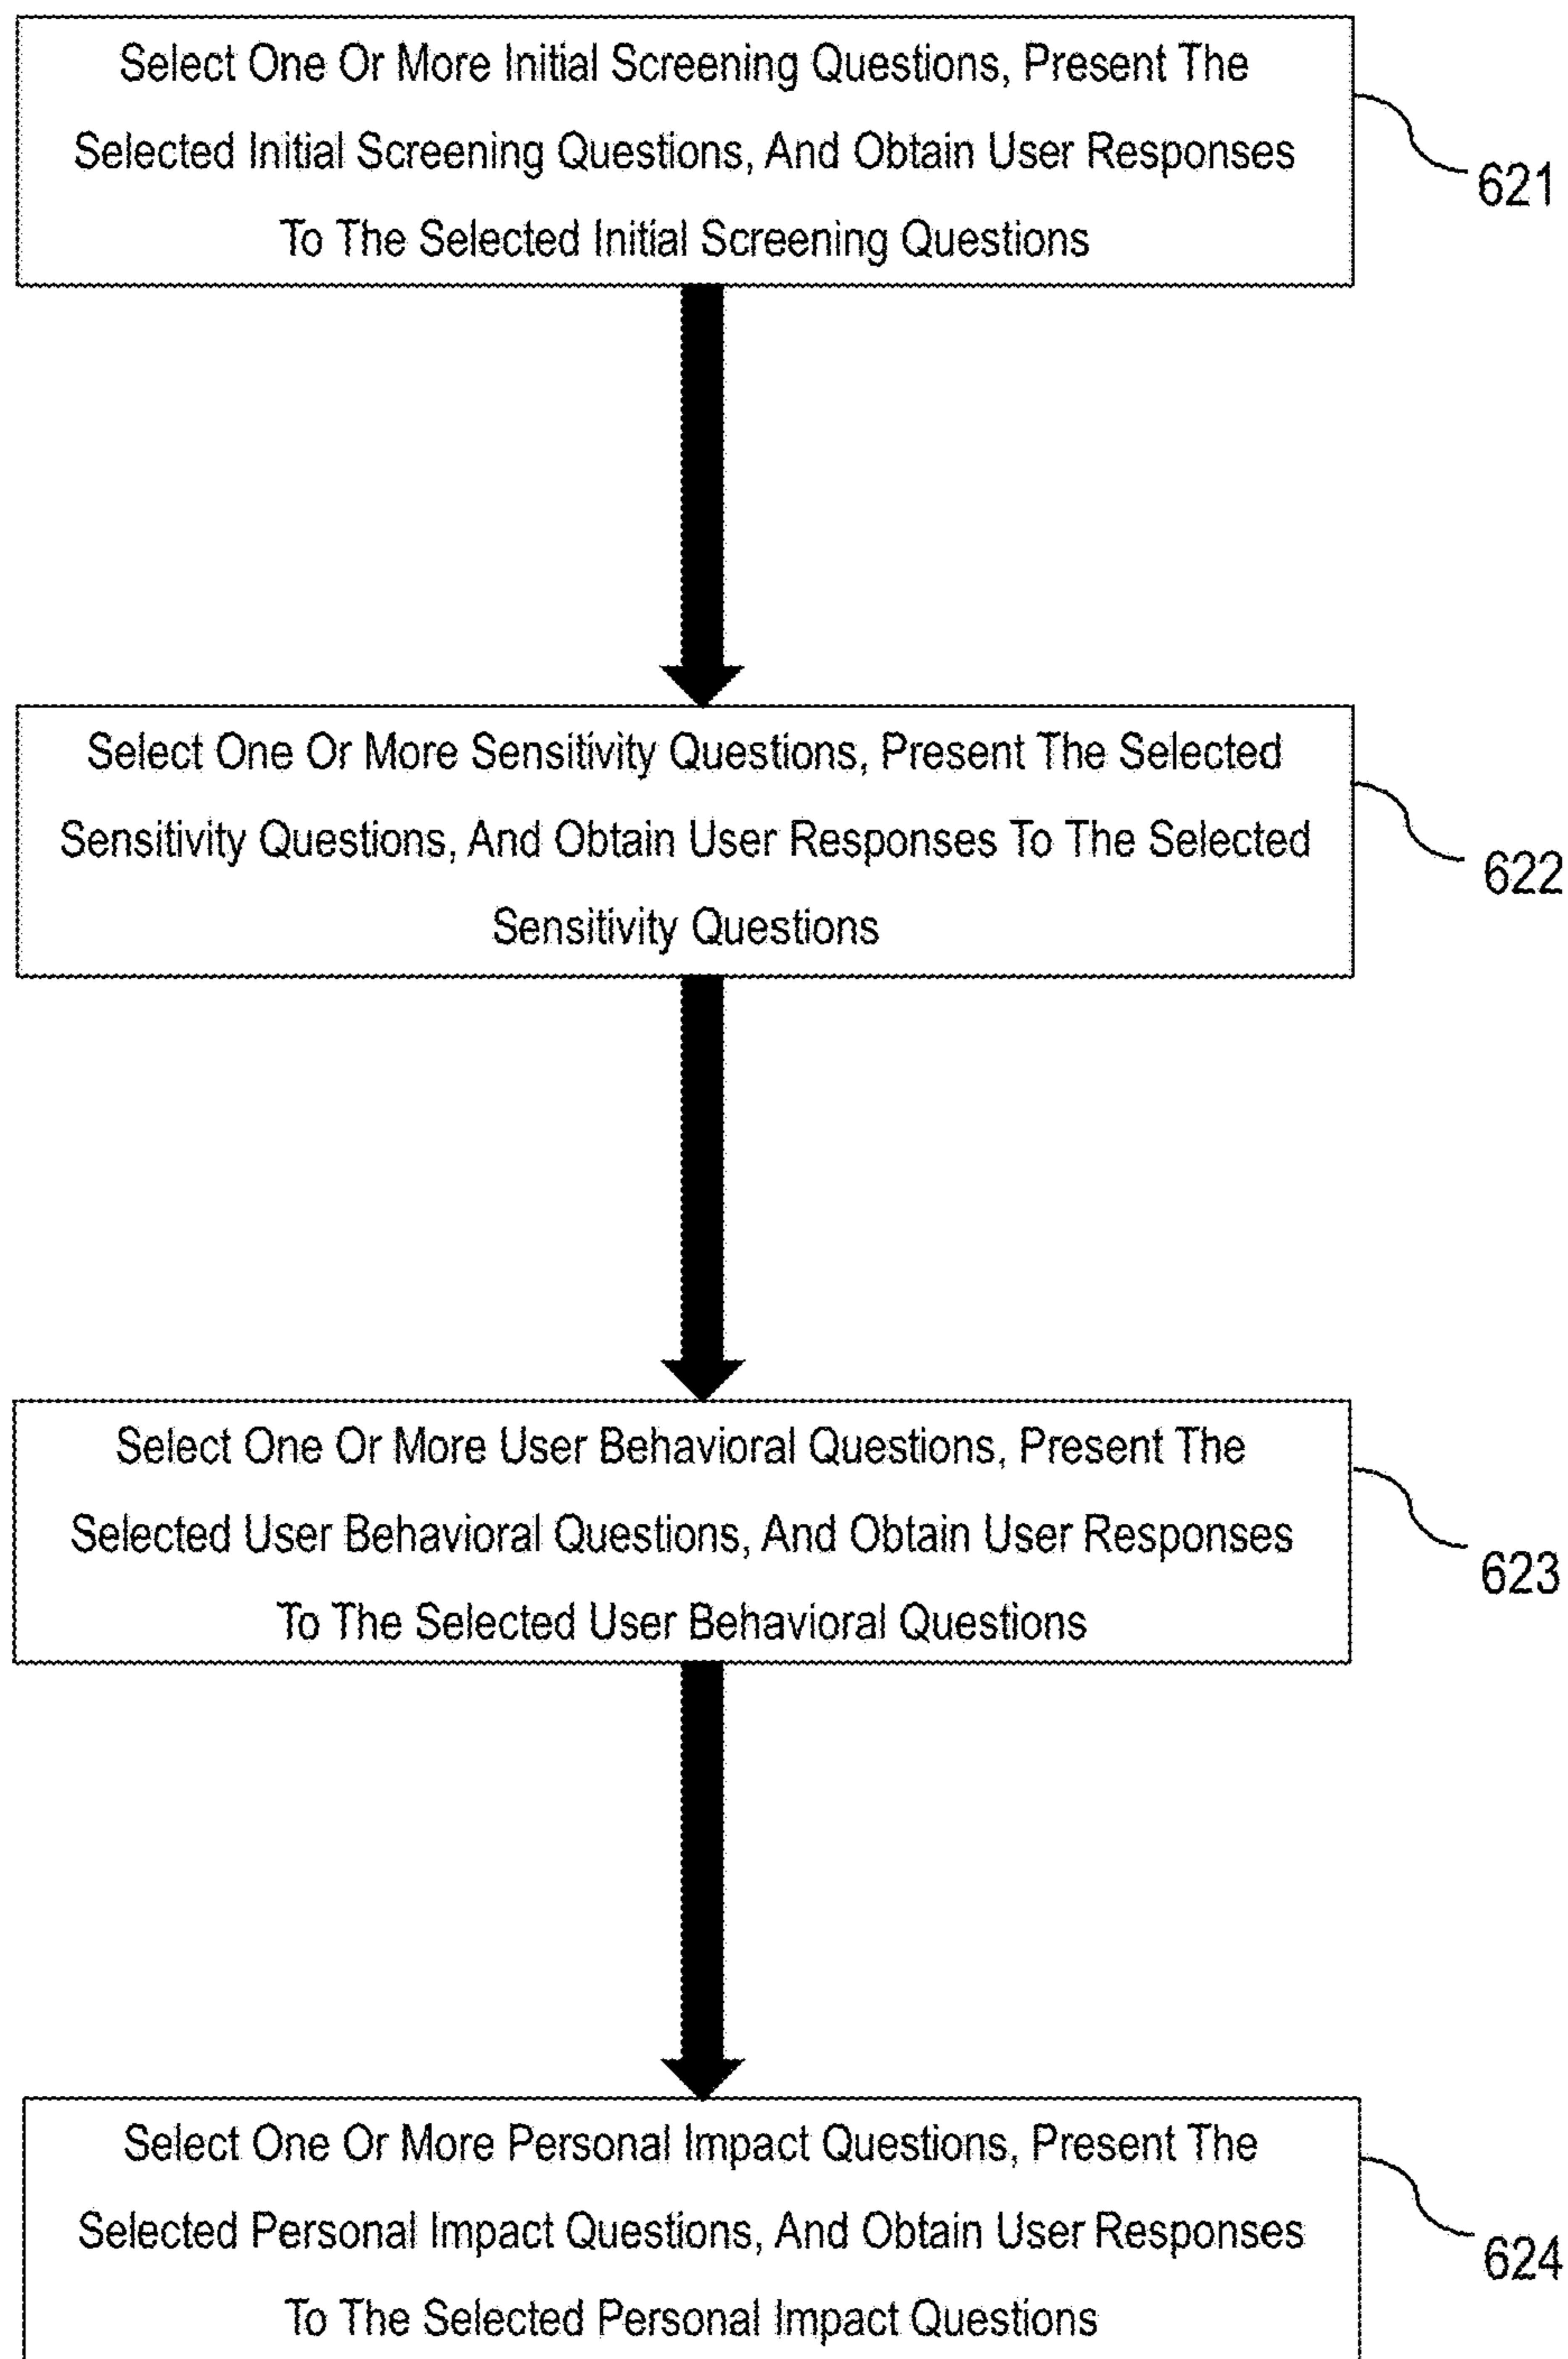 Select One Or More Initial Screening Questions, Present The
Selected Initial Screening Questions, And Obtain User Responses
To The Selected Initial Screening Questions
621
Select One Or More Sensitivity Questions, Present The Selected
Sensitivity Questions, And Obtain User Responses To The Selected
Sensitivity Questions
622
Select One Or More User Behavioral Questions, Present The
Selected User Behavioral Questions, And Obtain User Responses
To The Selected User Behavioral Questions
623
Select One Or More Personal Impact Questions, Present The
Selected Personal Impact Questions, And Obtain User Responses
To The Selected Personal Impact Questions
624